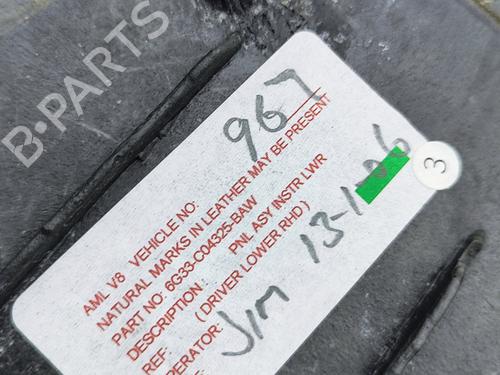 B-PARTS
967
AML V8 VEHICLE NO:
NATURAL MARKS IN LEATHER MAY BE PRESENT
PART NO: 6G33-C04325-BAW
DESCRIPTION: PNL ASY INSTR LWR
REF: ( DRIVER LOWER RHD )
OPERATOR: JIM 13-1-06
3